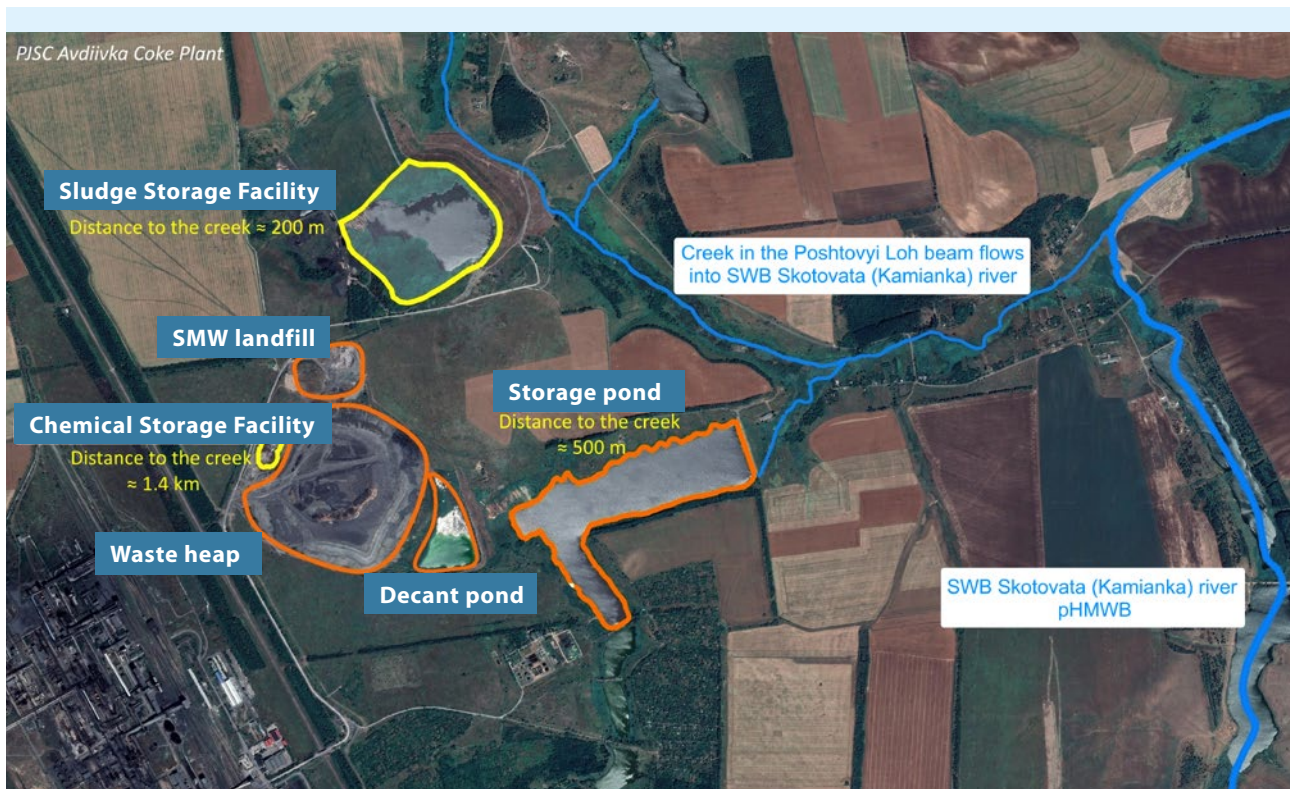 PJSC Avdiivka Coke Plant
Sludge Storage Facility
Distance to the creek ≈ 200 m
Creek in the Poshtovyi Loh beam flows
into SWB Skotovata (Kamianka) river
SMW landfill
Storage pond
Distance to the creek
≈ 500 m
Chemical Storage Facility
Distance to the creek
≈ 1.4 km
Waste heap
Decant pond
SWB Skotovata (Kamianka) river
pHMWB